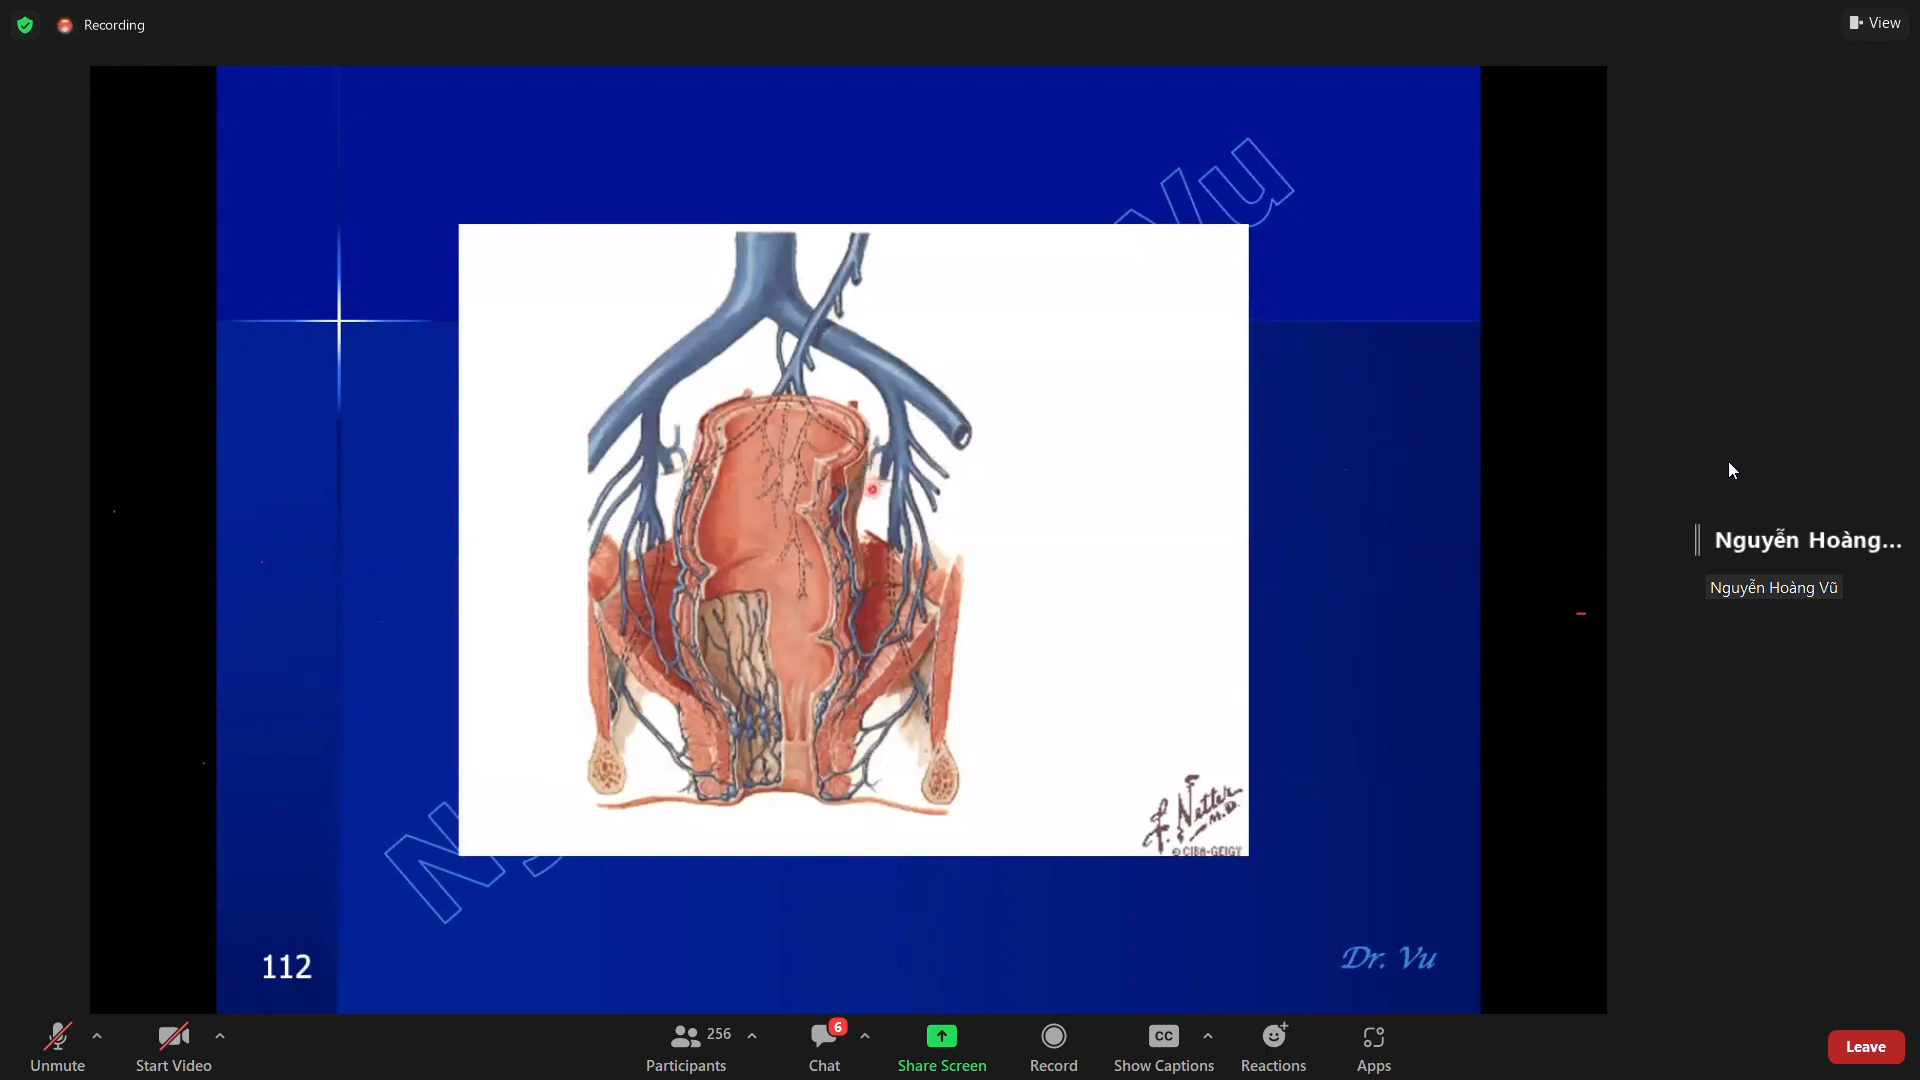 Recording
View
Vu
N
F. Netter
M.D.
© CIBA-GEIGY
Nguyễn Hoàng...
Nguyễn Hoàng Vũ
112
Dr. Vu
Unmute
Start Video
256
Participants
6
Chat
Share Screen
Record
CC
Show Captions
Reactions
Apps
Leave